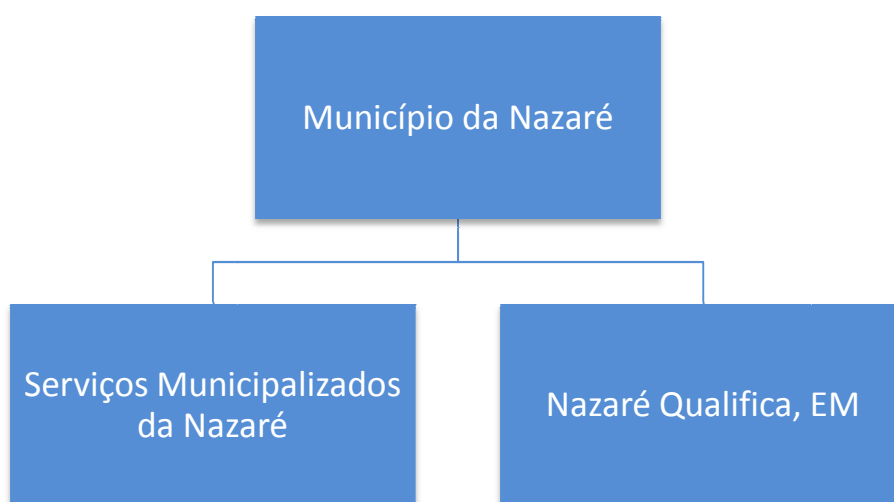 Município da Nazaré
Serviços Municipalizados
da Nazaré
Nazaré Qualifica, EM